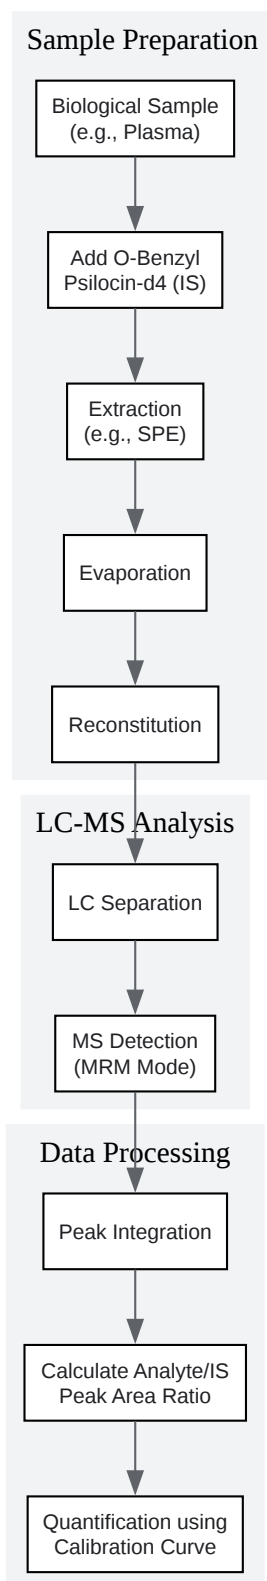 Sample Preparation
Biological Sample
(e.g., Plasma)
Add O-Benzyl
Psilocin-d4 (IS)
Extraction
(e.g., SPE)
Evaporation
Reconstitution
LC-MS Analysis
LC Separation
MS Detection
(MRM Mode)
Data Processing
Peak Integration
Calculate Analyte/IS
Peak Area Ratio
Quantification using
Calibration Curve